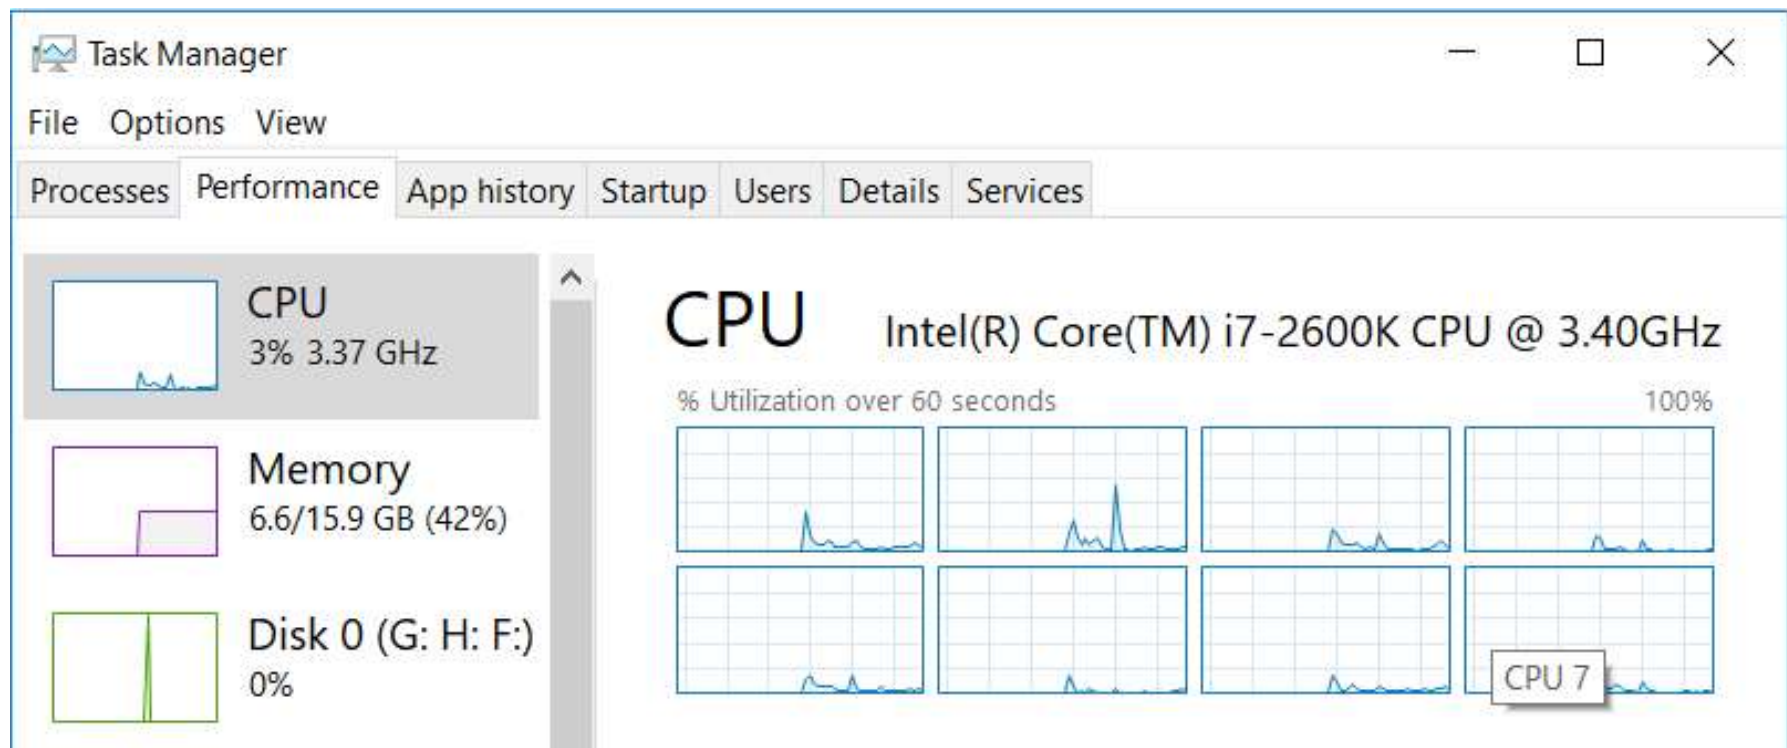 Task Manager
File Options View
Processes Performance App history Startup Users Details Services
CPU
3% 3.37 GHz
Memory
6.6/15.9 GB (42%)
Disk 0 (G: H: F:)
0%
CPU Intel(R) Core(TM) i7-2600K CPU @ 3.40GHz
% Utilization over 60 seconds 100%
CPU 7